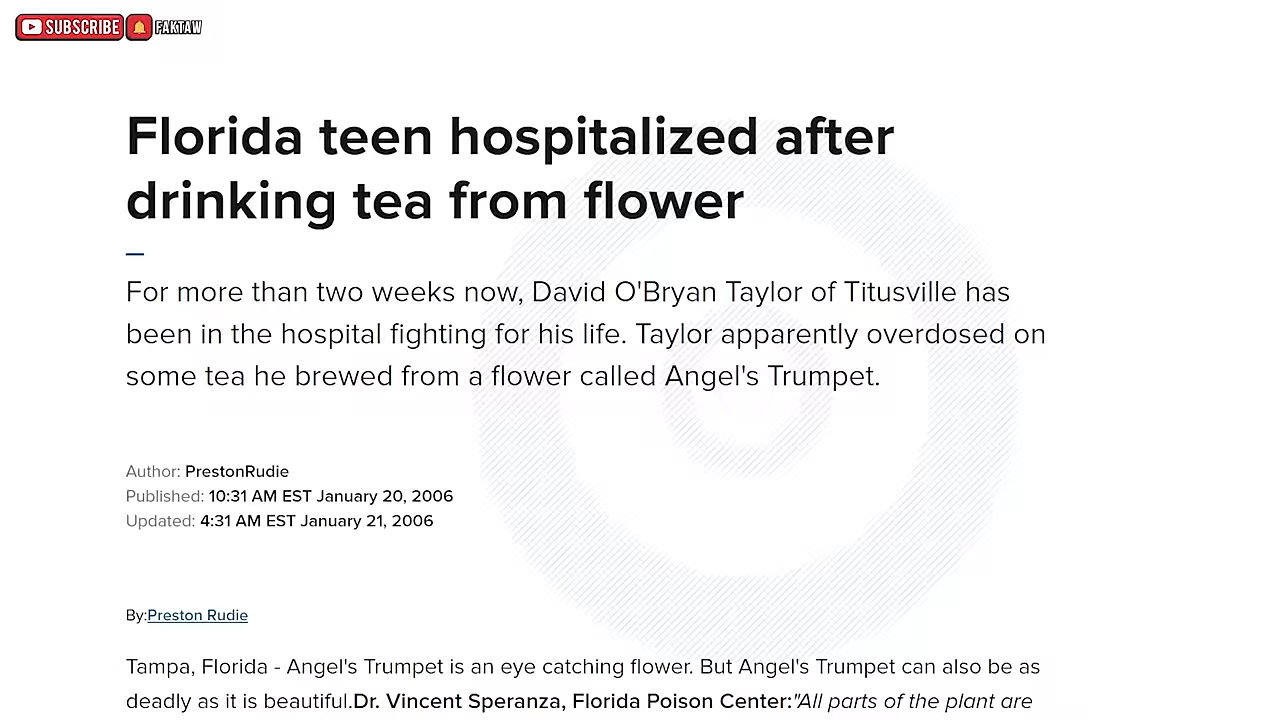 SUBSCRIBE FAKTAW
Florida teen hospitalized after
drinking tea from flower
For more than two weeks now, David O'Bryan Taylor of Titusville has
been in the hospital fighting for his life. Taylor apparently overdosed on
some tea he brewed from a flower called Angel's Trumpet.
Author: PrestonRudie
Published: 10:31 AM EST January 20, 2006
Updated: 4:31 AM EST January 21, 2006
By:Preston Rudie
Tampa, Florida - Angel's Trumpet is an eye catching flower. But Angel's Trumpet can also be as
deadly as it is beautiful.Dr. Vincent Speranza, Florida Poison Center:"All parts of the plant are